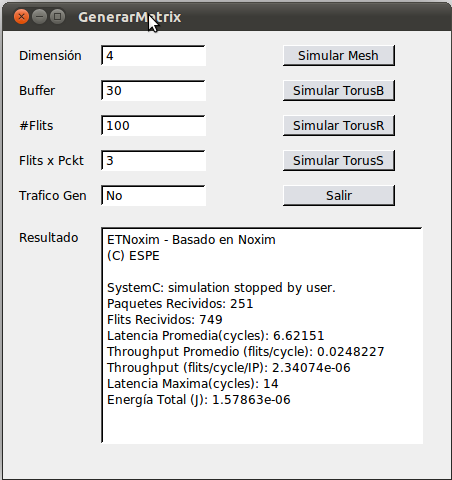 GenerarMatrix
Dimensión 4 Simular Mesh
Buffer 30 Simular TorusB
#Flits 100 Simular TorusR
Flits x Pckt 3 Simular TorusS
Trafico Gen No Salir
Resultado
ETNoxim - Basado en Noxim
(C) ESPE
SystemC: simulation stopped by user.
Paquetes Recividos: 251
Flits Recividos: 749
Latencia Promedia(cycles): 6.62151
Throughput Promedio (flits/cycle): 0.0248227
Throughput (flits/cycle/IP): 2.34074e-06
Latencia Maxima(cycles): 14
Energía Total (J): 1.57863e-06